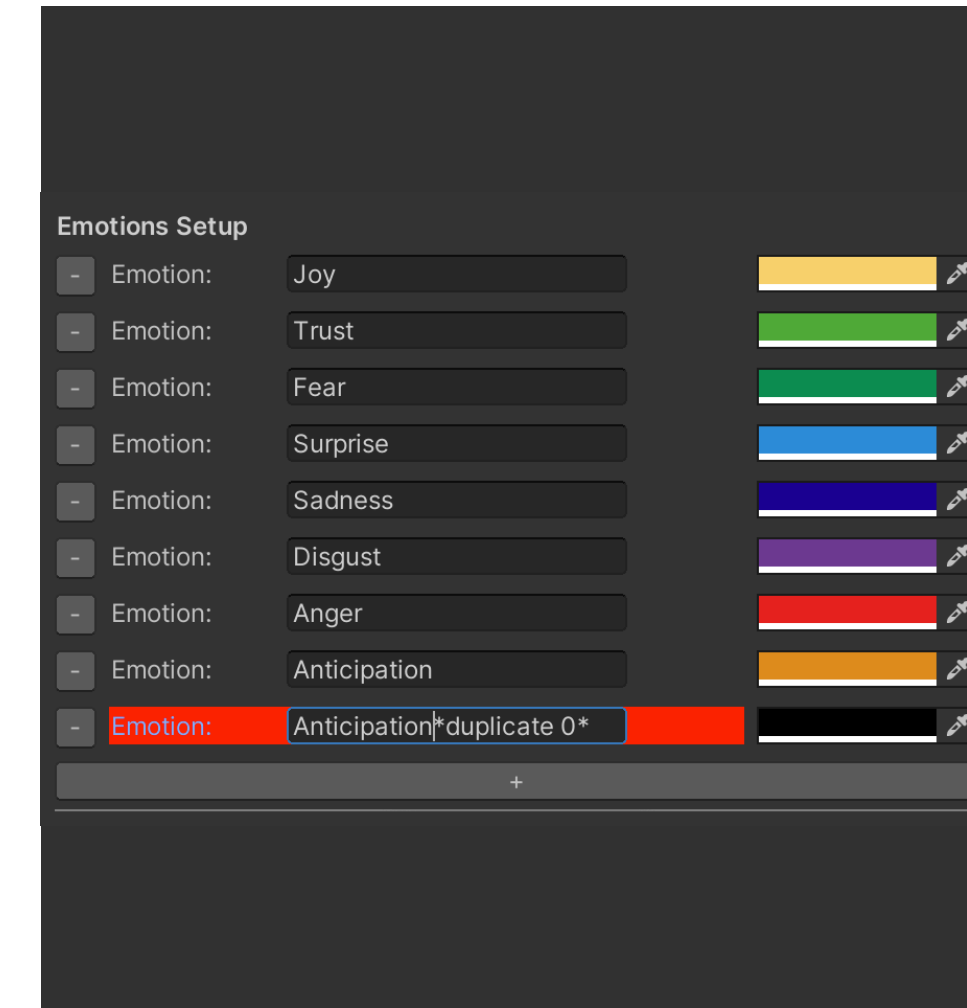 Emotions Setup
- Emotion: Joy
- Emotion: Trust
- Emotion: Fear
- Emotion: Surprise
- Emotion: Sadness
- Emotion: Disgust
- Emotion: Anger
- Emotion: Anticipation
- Emotion: Anticipation*duplicate 0*
+